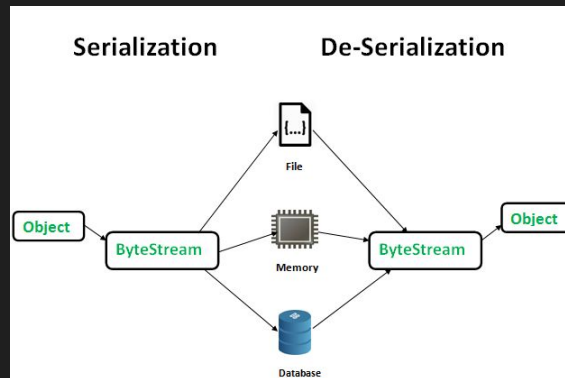 Serialization
De-Serialization
{...}
File
Object
ByteStream
Memory
ByteStream
Object
Database